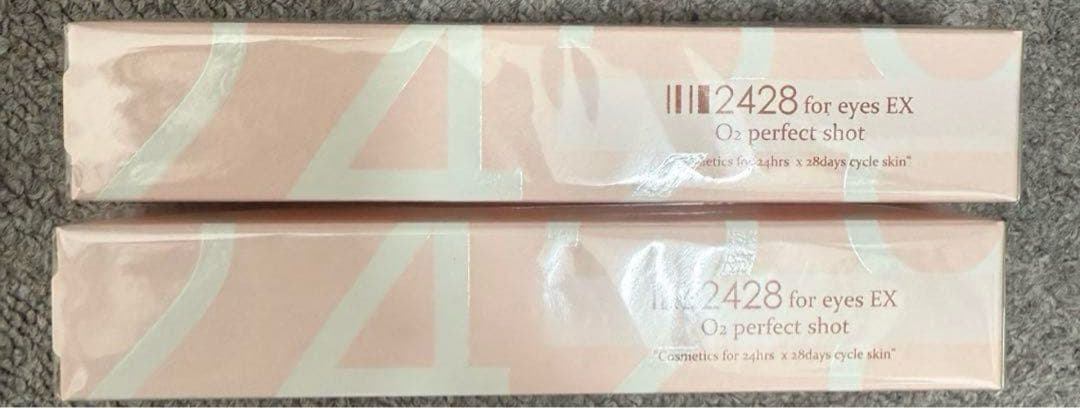 2428 for eyes EX
O2 perfect shot
"Cosmetics for 24hrs x 28days cycle skin"
2428 for eyes EX
O2 perfect shot
"Cosmetics for 24hrs x 28days cycle skin"